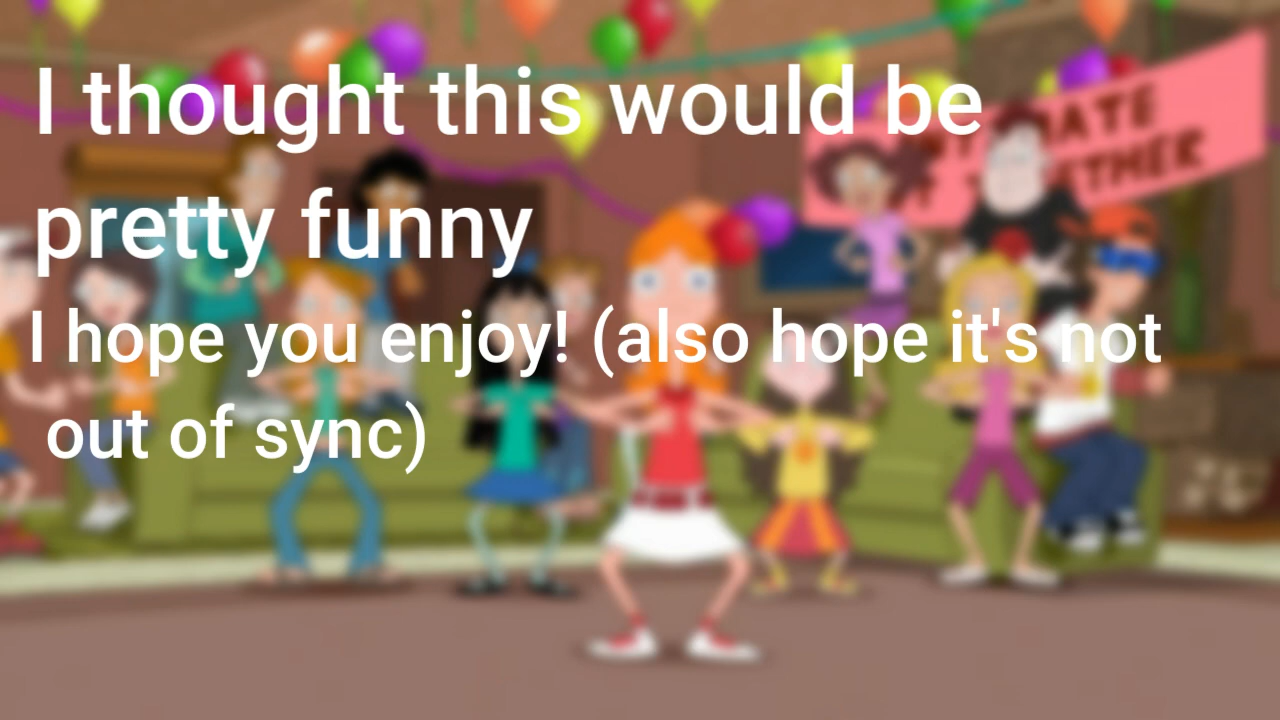 I thought this would be
pretty funny
I hope you enjoy! (also hope it's not
out of sync)